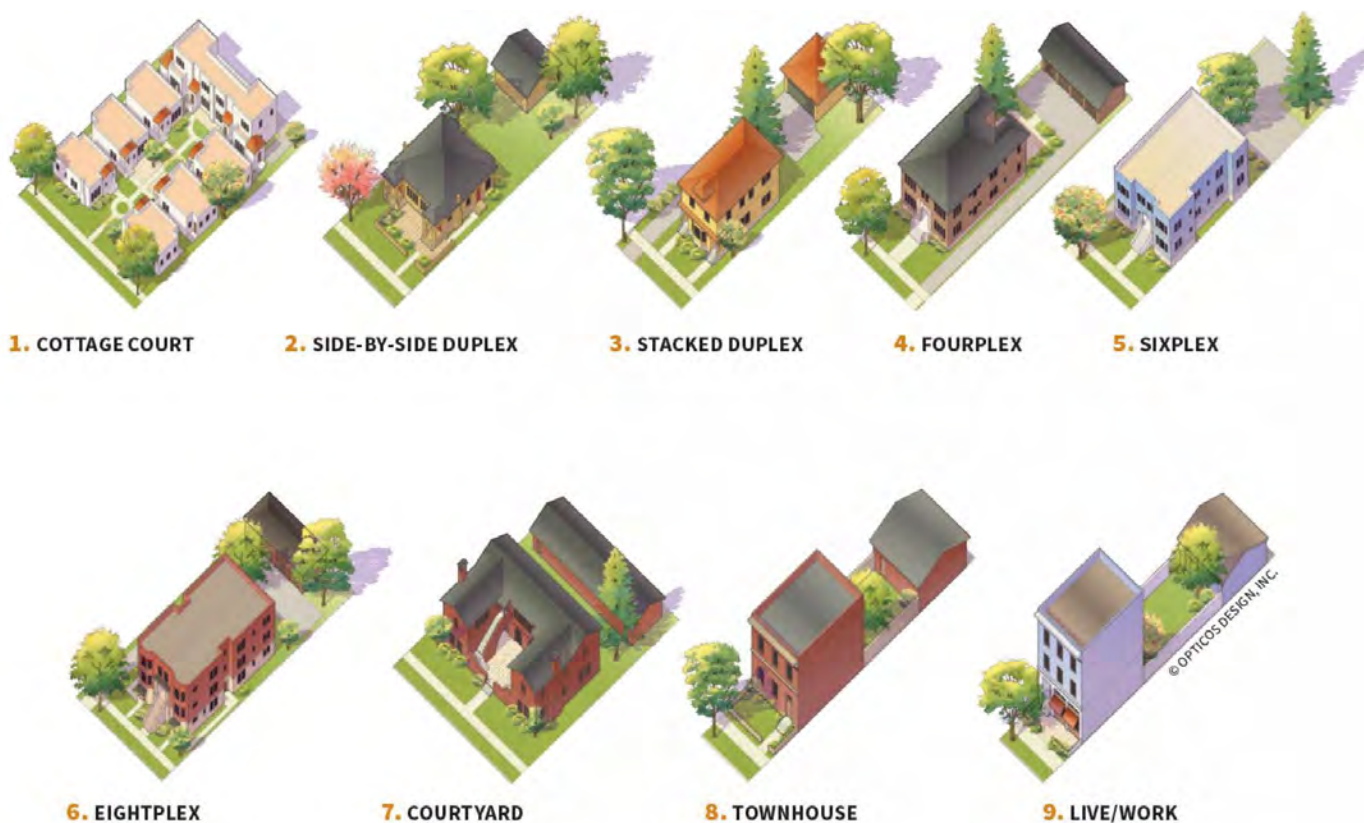 1. COTTAGE COURT
2. SIDE-BY-SIDE DUPLEX
3. STACKED DUPLEX
4. FOURPLEX
5. SIXPLEX
6. EIGHTPLEX
7. COURTYARD
8. TOWNHOUSE
9. LIVE/WORK
© OPTICOS DESIGN, INC.